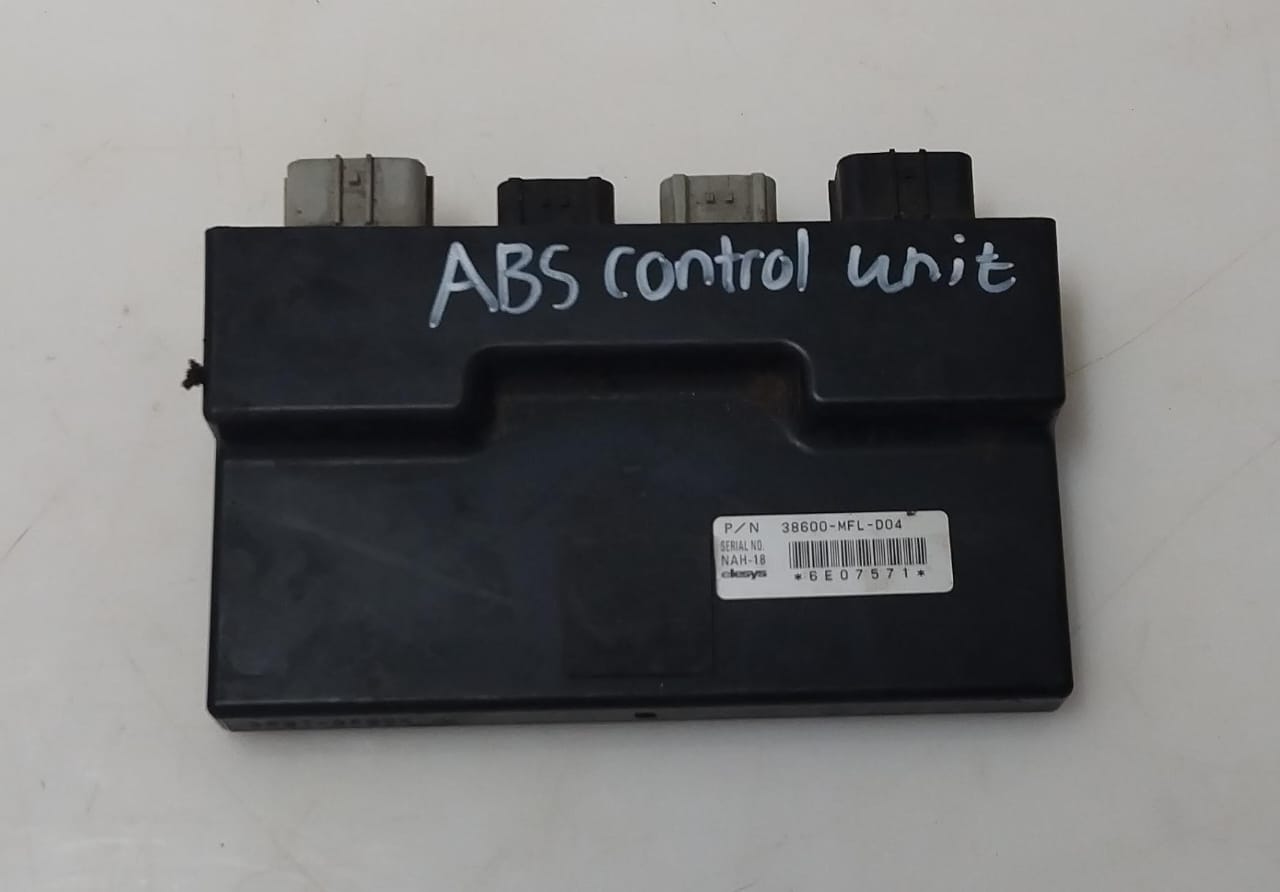 ABS control unit
P/N 38600-MFL-D04
SERIAL NO.
NAH-18
elesys *6E07571*